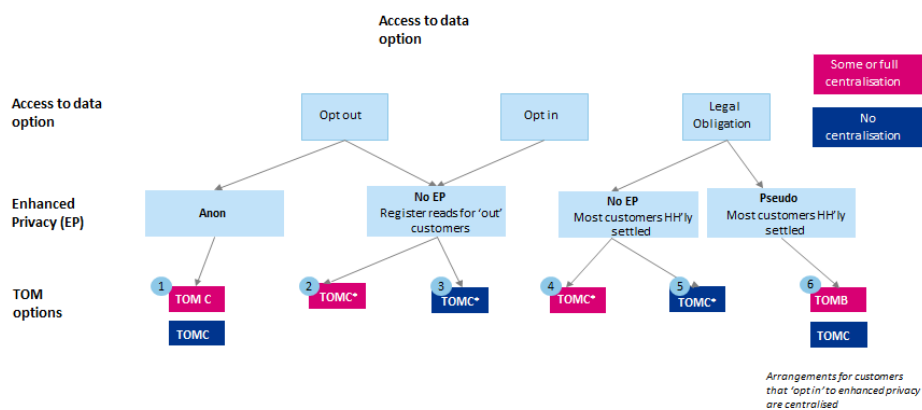 Access to data
option
Some or full
centralisation
No
centralisation
Access to data
option
Opt out
Opt in
Legal
Obligation
Enhanced
Privacy (EP)
Anon
No EP
Register reads for ‘out’
customers
No EP
Most customers HH’ly
settled
Pseudo
Most customers HH’ly
settled
TOM
options
1
TOM C
TOMC
2
TOMC*
3
TOMC*
4
TOMC*
5
TOMC*
6
TOMB
TOMC
Arrangements for customers
that ‘opt in’ to enhanced privacy
are centralised